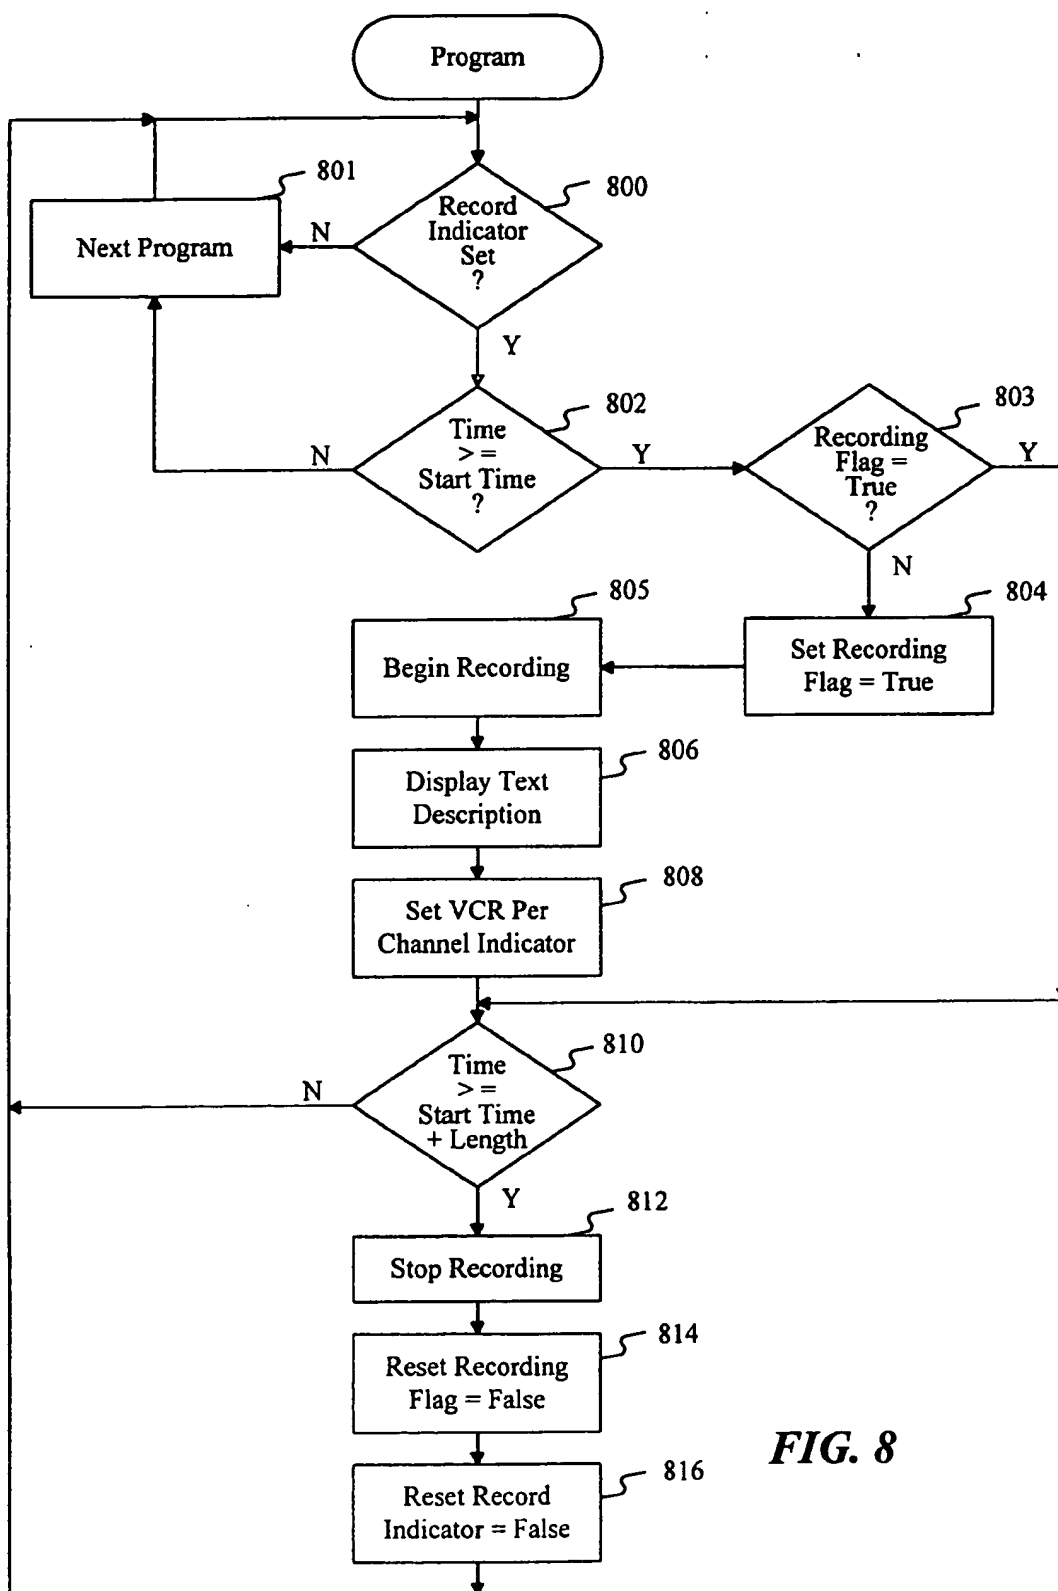 Program
801
800
Record
Indicator
Set
?
N
Next Program
Y
802
803
Time
> =
Start Time
?
N
Y
Recording
Flag =
True
?
Y
N
805
804
Begin Recording
Set Recording
Flag = True
806
Display Text
Description
808
Set VCR Per
Channel Indicator
810
Time
> =
Start Time
+ Length
N
Y
812
Stop Recording
814
Reset Recording
Flag = False
FIG. 8
816
Reset Record
Indicator = False